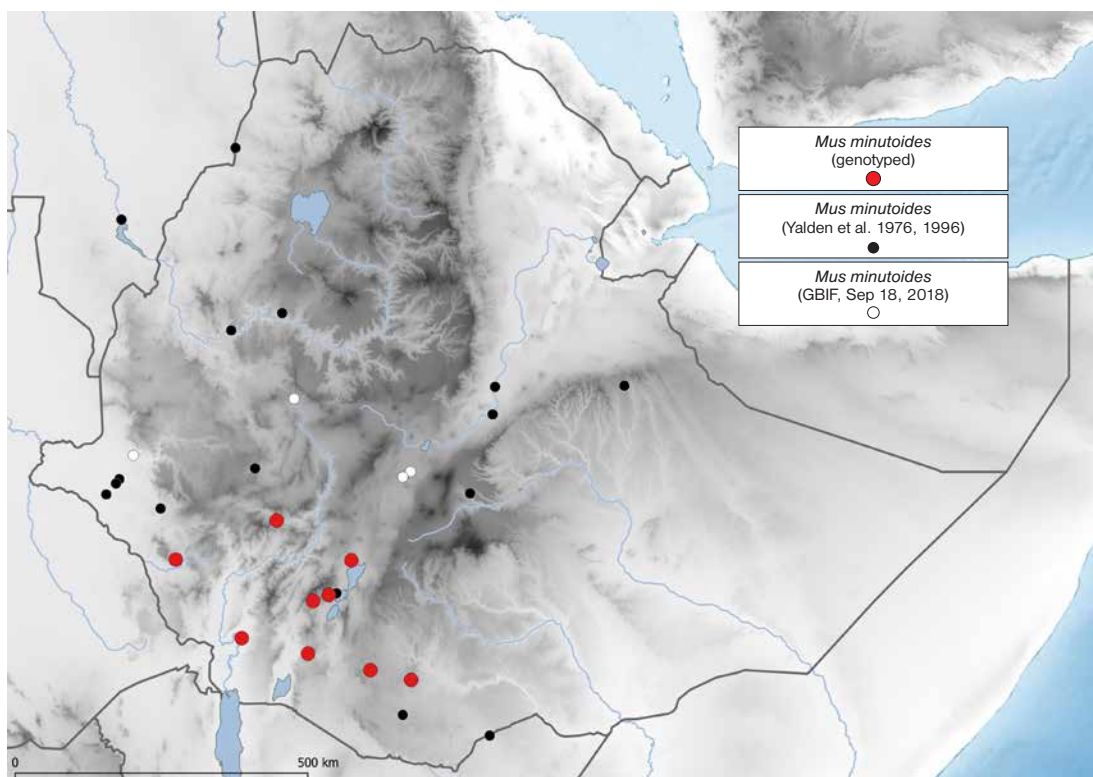 Mus minutoides
(genotyped)
Mus minutoides
(Yalden et al. 1976, 1996)
Mus minutoides
(GBIF, Sep 18, 2018)
0 500 km